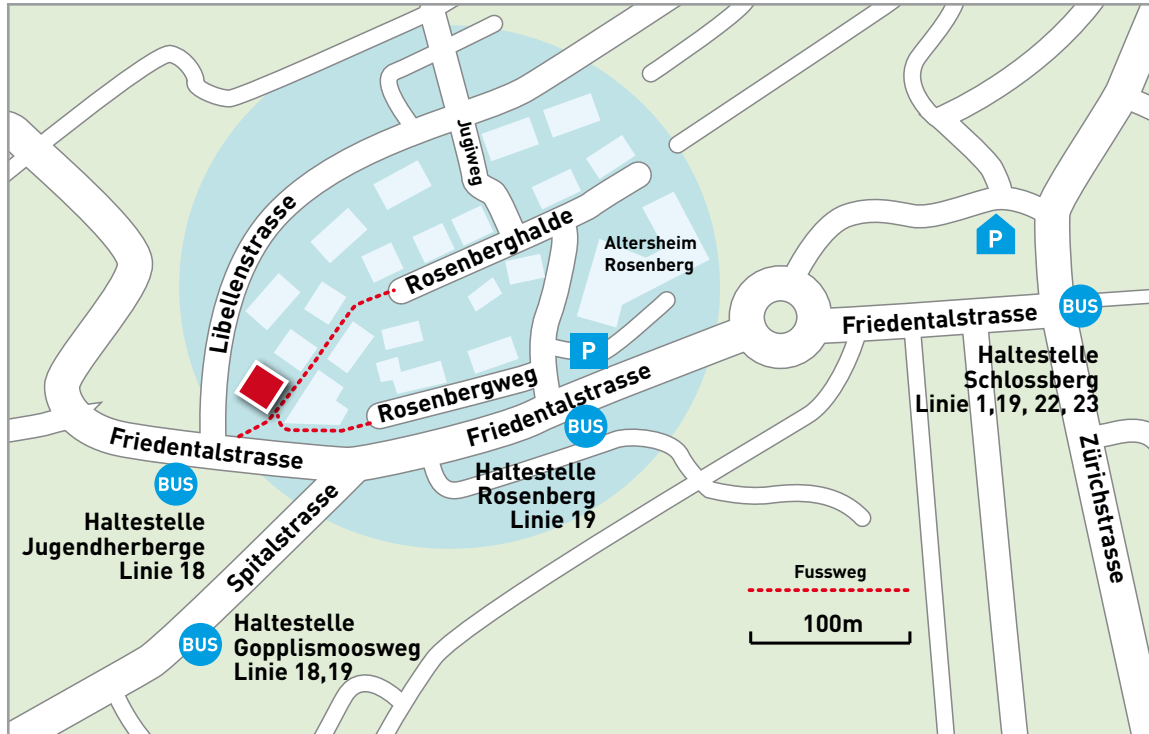 Jugiweg
Libellenstrasse
Rosenberghalde
Altersheim
Rosenberg
P
P
BUS
Friedentalstrasse
Haltestelle
Schlossberg
Linie 1,19, 22, 23
Rosenbergweg
Friedentalstrasse
BUS
Haltestelle
Rosenberg
Linie 19
Friedentalstrasse
BUS
Haltestelle
Jugendherberge
Linie 18
Spitalstrasse
BUS
Haltestelle
Gopplismoosweg
Linie 18,19
Zürichstrasse
Fussweg
100m